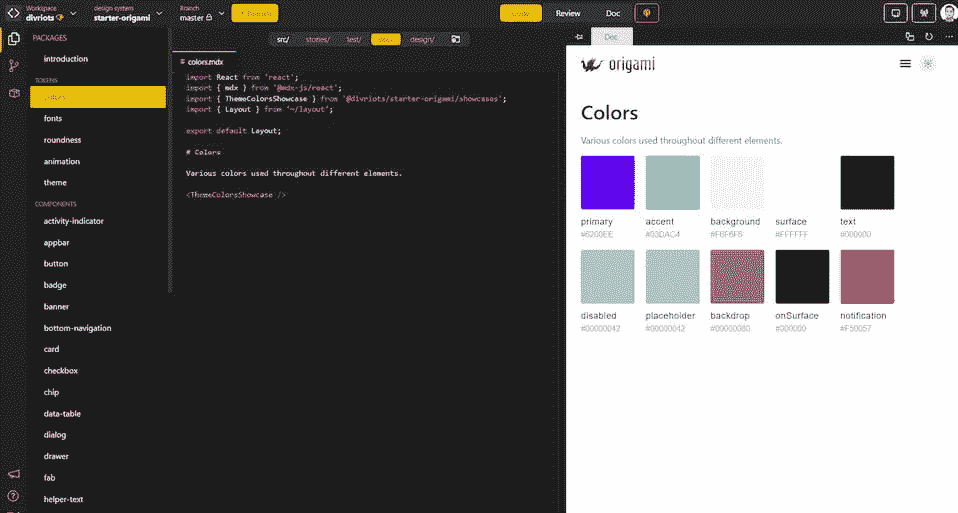 Workspace
divriots
design system
starter-origami
Branch
master
Review
Doc
PACKAGES
introduction
TOKENS
colors
fonts
roundness
animation
theme
COMPONENTS
activity-indicator
appbar
button
badge
banner
bottom-navigation
card
checkbox
chip
data-table
dialog
drawer
fab
helper-text
src/
stories/
test/
design/
colors.mdx
import React from 'react';
import { mdx } from '@mdx-js/react';
import { ThemeColorsShowcase } from '@divriots/starter-origami/showcases';
import { Layout } from '~/layout';
export default Layout;
# Colors
Various colors used throughout different elements.
<ThemeColorsShowcase />
Doc
origami
Colors
Various colors used throughout different elements.
primary accent background surface text
#6200EE #03DAC4 #F6F6F6 #FFFFFF #000000
disabled placeholder backdrop onSurface notification
#00000042 #00000042 #00000080 #000000 #F50057